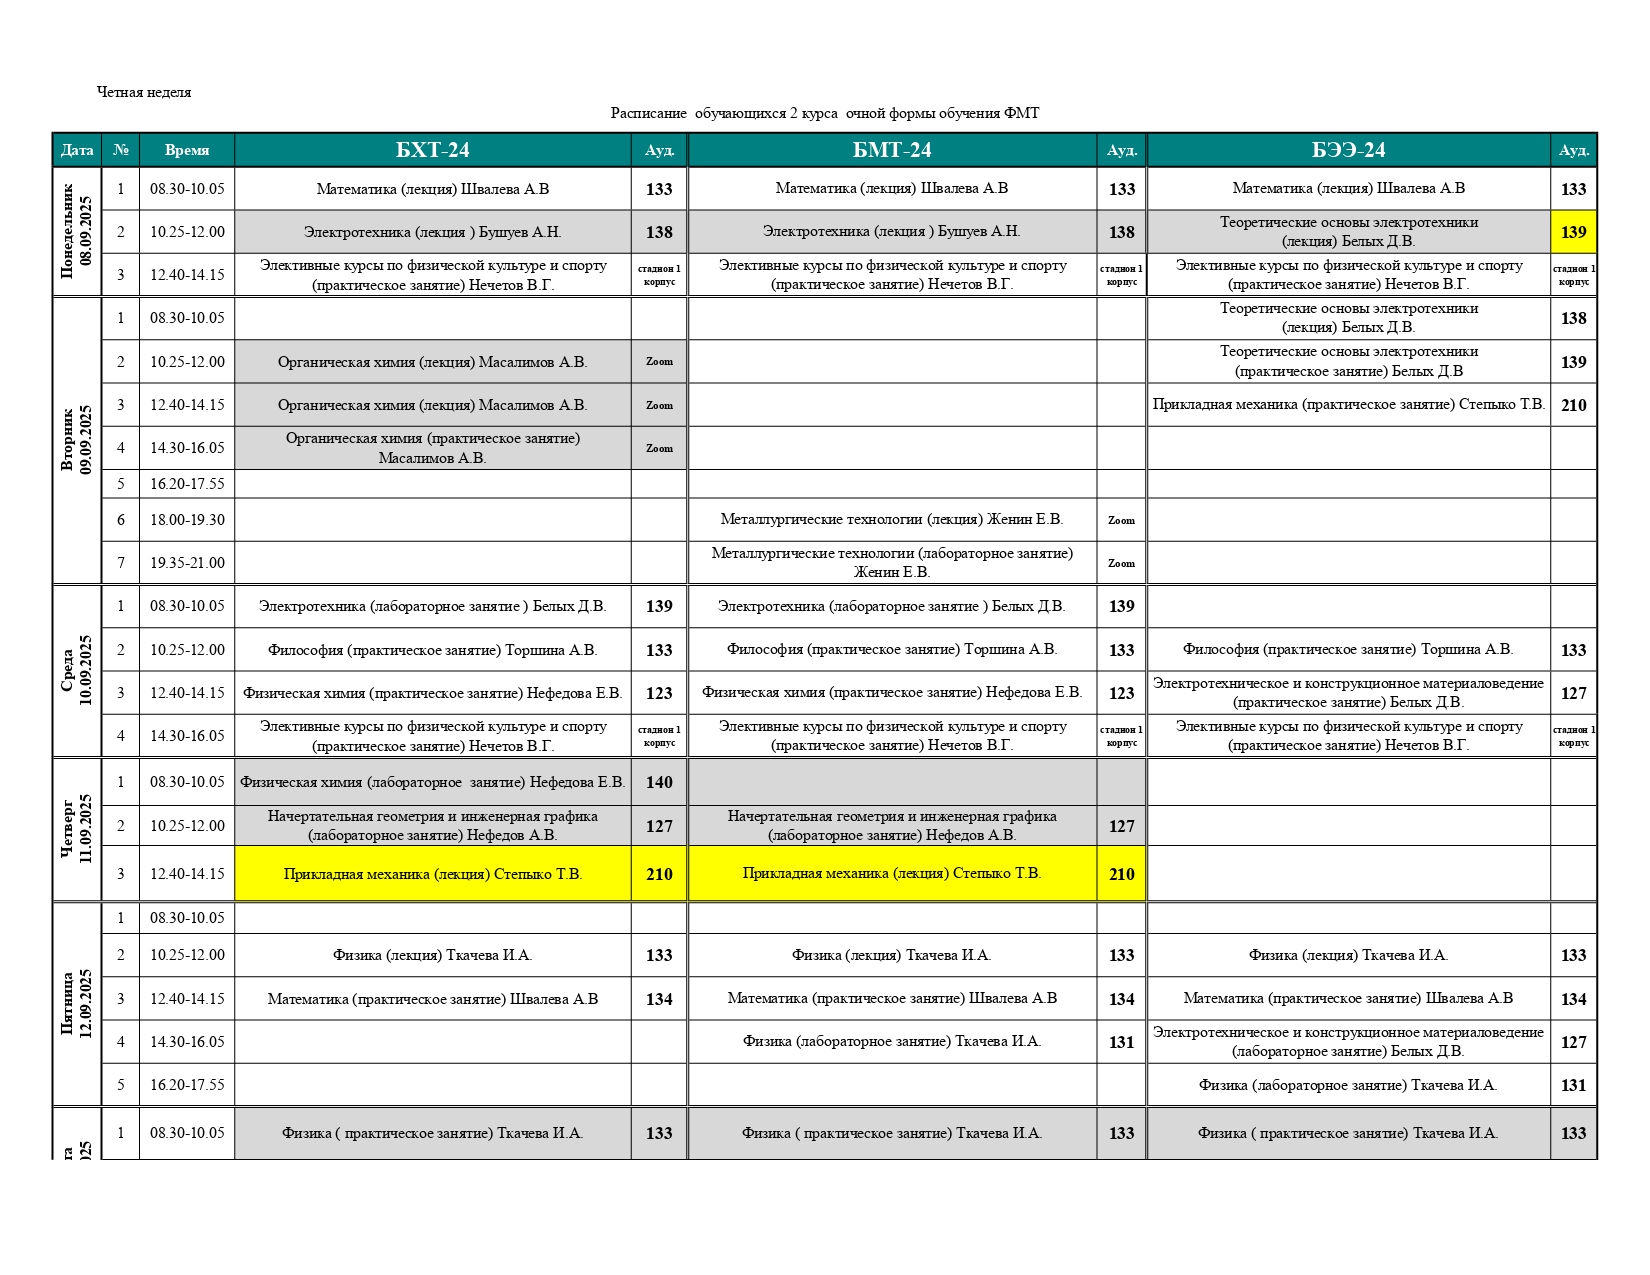 Четная неделя
Расписание  обучающихся 2 курса  очной формы обучения ФМТ
Дата № Время БХТ-24 Ауд. БМТ-24 Ауд. БЭЭ-24 Ауд.
Понедельник
08.09.2025
1 08.30-10.05 Математика (лекция) Швалева А.В 133 Математика (лекция) Швалева А.В 133 Математика (лекция) Швалева А.В 133
2 10.25-12.00 Электротехника (лекция ) Бушуев А.Н. 138 Электротехника (лекция ) Бушуев А.Н. 138 Теоретические основы электротехники
(лекция) Белых Д.В. 139
3 12.40-14.15 Элективные курсы по физической культуре и спорту
(практическое занятие) Нечетов В.Г. стадион 1
корпус
Элективные курсы по физической культуре и спорту
(практическое занятие) Нечетов В.Г. стадион 1
корпус
Элективные курсы по физической культуре и спорту
(практическое занятие) Нечетов В.Г. стадион 1
корпус
Вторник
09.09.2025
1 08.30-10.05 Теоретические основы электротехники
(лекция) Белых Д.В. 138
2 10.25-12.00 Органическая химия (лекция) Масалимов А.В. Zoom Теоретические основы электротехники
(практическое занятие) Белых Д.В 139
3 12.40-14.15 Органическая химия (лекция) Масалимов А.В. Zoom Прикладная механика (практическое занятие) Степыко Т.В. 210
4 14.30-16.05 Органическая химия (практическое занятие)
Масалимов А.В. Zoom
5 16.20-17.55
6 18.00-19.30 Металлургические технологии (лекция) Женин Е.В. Zoom
7 19.35-21.00 Металлургические технологии (лабораторное занятие)
Женин Е.В. Zoom
Среда
10.09.2025
1 08.30-10.05 Электротехника (лабораторное занятие ) Белых Д.В. 139 Электротехника (лабораторное занятие ) Белых Д.В. 139
2 10.25-12.00 Философия (практическое занятие) Торшина А.В. 133 Философия (практическое занятие) Торшина А.В. 133 Философия (практическое занятие) Торшина А.В. 133
3 12.40-14.15 Физическая химия (практическое занятие) Нефедова Е.В. 123 Физическая химия (практическое занятие) Нефедова Е.В. 123 Электротехническое и конструкционное материаловедение
(практическое занятие) Белых Д.В. 127
4 14.30-16.05 Элективные курсы по физической культуре и спорту
(практическое занятие) Нечетов В.Г. стадион 1
корпус
Элективные курсы по физической культуре и спорту
(практическое занятие) Нечетов В.Г. стадион 1
корпус
Элективные курсы по физической культуре и спорту
(практическое занятие) Нечетов В.Г. стадион 1
корпус
Четверг
11.09.2025
1 08.30-10.05 Физическая химия (лабораторное  занятие) Нефедова Е.В. 140
2 10.25-12.00 Начертательная геометрия и инженерная графика
(лабораторное занятие) Нефедов А.В. 127 Начертательная геометрия и инженерная графика
(лабораторное занятие) Нефедов А.В. 127
3 12.40-14.15 Прикладная механика (лекция) Степыко Т.В. 210 Прикладная механика (лекция) Степыко Т.В. 210
Пятница
12.09.2025
1 08.30-10.05
2 10.25-12.00 Физика (лекция) Ткачева И.А. 133 Физика (лекция) Ткачева И.А. 133 Физика (лекция) Ткачева И.А. 133
3 12.40-14.15 Математика (практическое занятие) Швалева А.В 134 Математика (практическое занятие) Швалева А.В 134 Математика (практическое занятие) Швалева А.В 134
4 14.30-16.05 Физика (лабораторное занятие) Ткачева И.А. 131 Электротехническое и конструкционное материаловедение
(лабораторное занятие) Белых Д.В. 127
5 16.20-17.55 Физика (лабораторное занятие) Ткачева И.А. 131
1 08.30-10.05 Физика ( практическое занятие) Ткачева И.А. 133 Физика ( практическое занятие) Ткачева И.А. 133 Физика ( практическое занятие) Ткачева И.А. 133